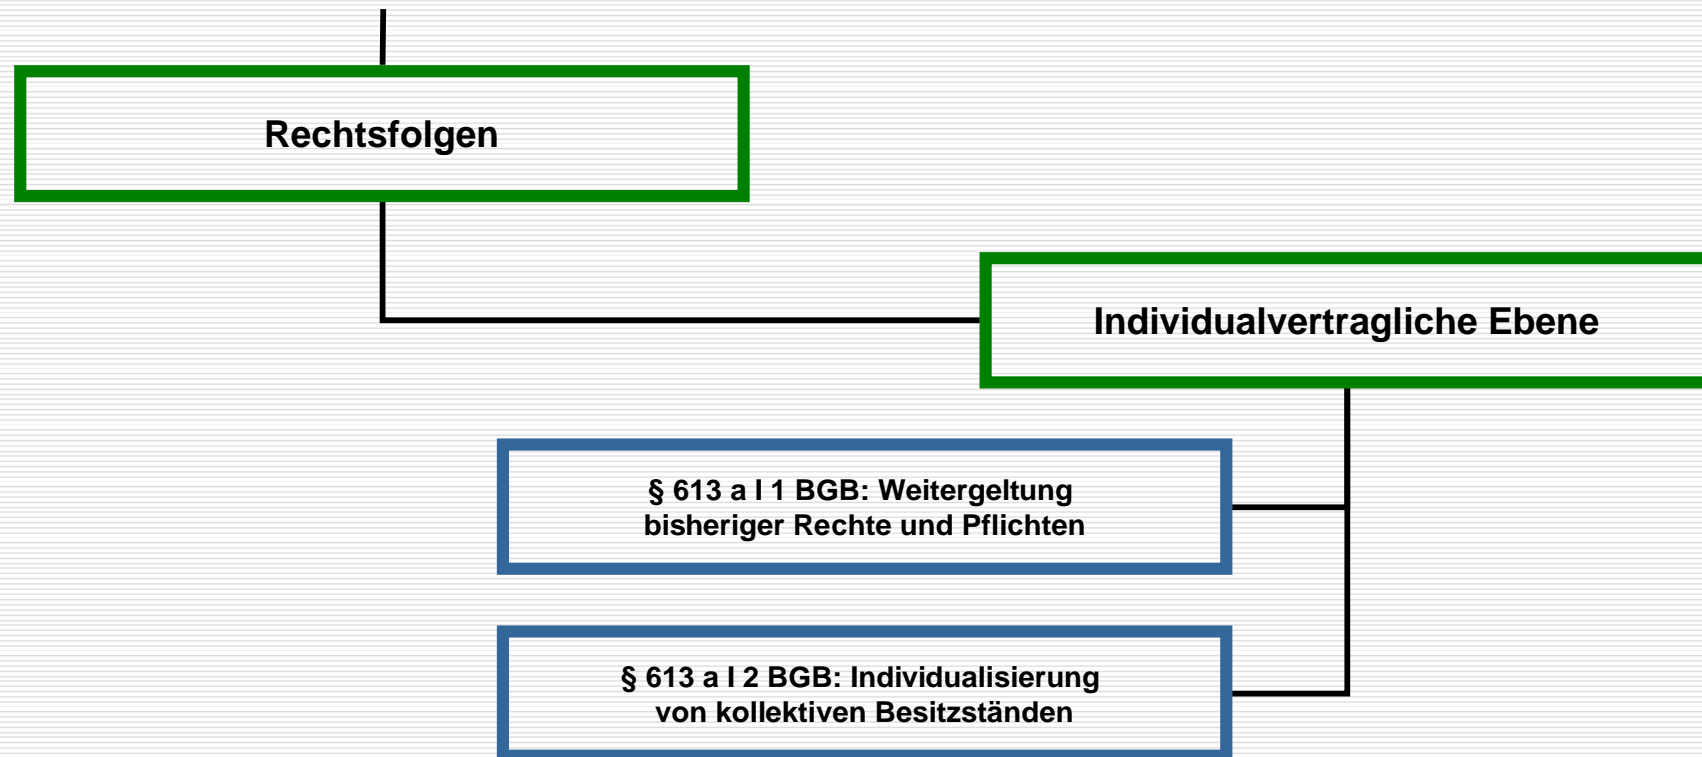 Rechtsfolgen
Individualvertragliche Ebene
§ 613 a I 1 BGB: Weitergeltung
bisheriger Rechte und Pflichten
§ 613 a I 2 BGB: Individualisierung
von kollektiven Besitzständen